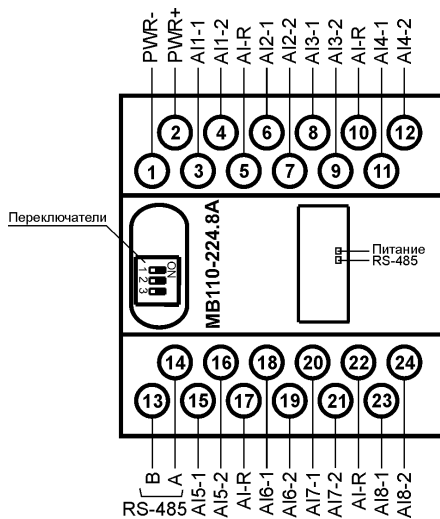 PWR-
PWR+
AI1-1
AI1-2
AI-R
AI2-1
AI2-2
AI3-1
AI3-2
AI-R
AI4-1
AI4-2
2
4
6
8
10
12
1
3
5
7
9
11
Переключатели
ON
1
2
3
МВ110-224.8А
Питание
RS-485
14
16
18
20
22
24
13
15
17
19
21
23
B
A
RS-485
AI5-1
AI5-2
AI-R
AI6-1
AI6-2
AI7-1
AI7-2
AI-R
AI8-1
AI8-2